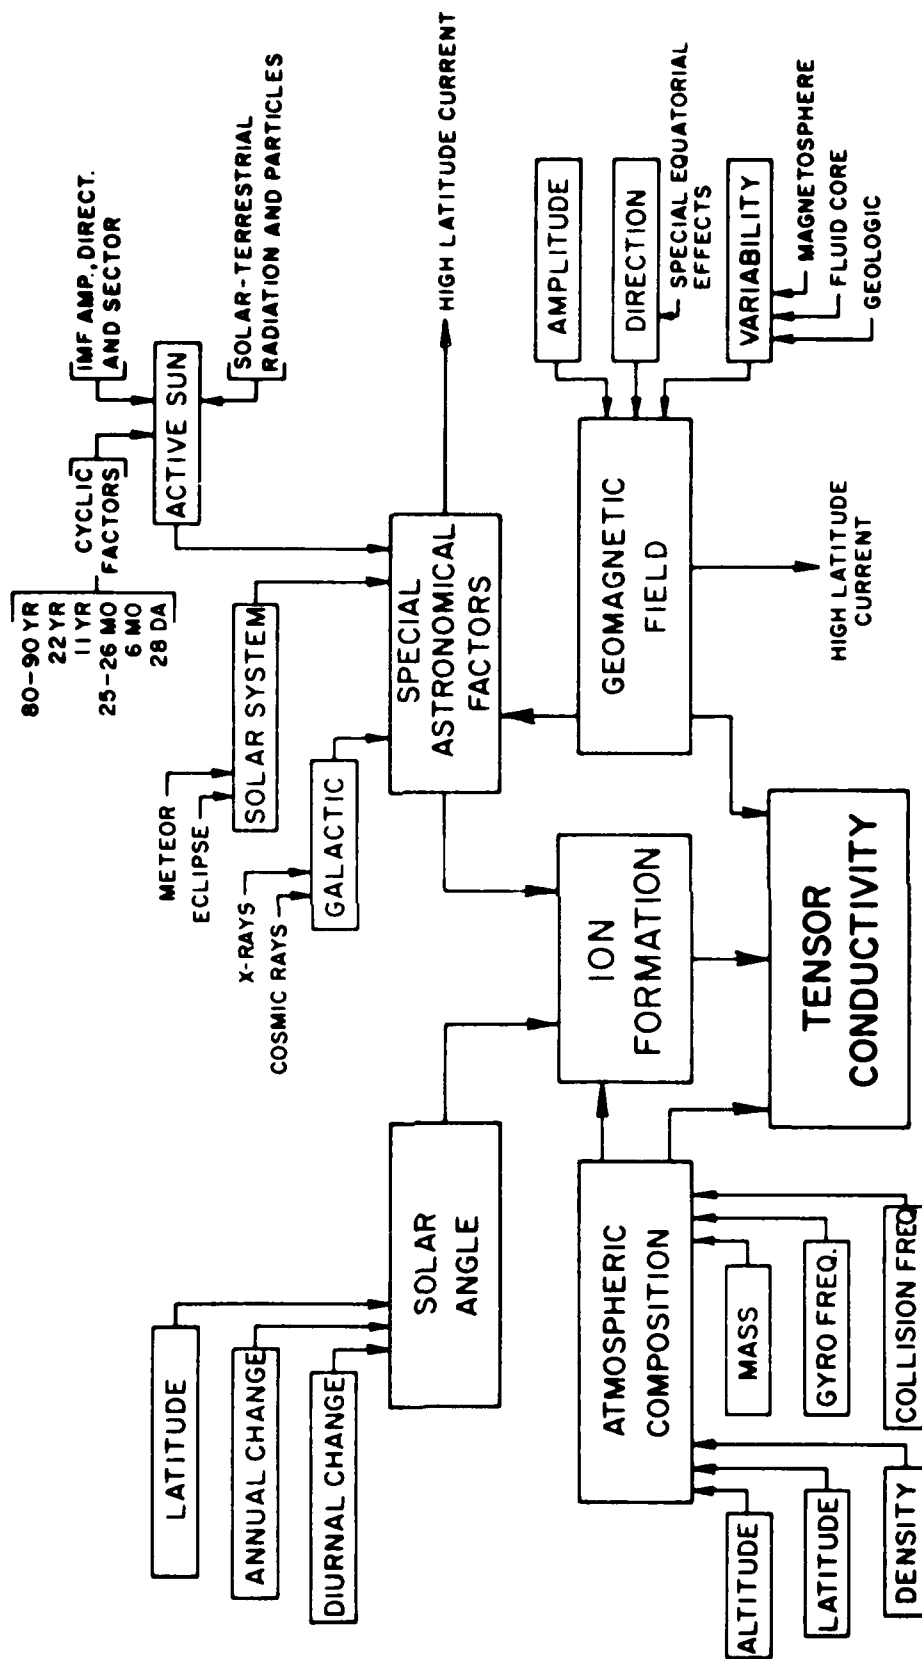 80-90 YR
22 YR
11 YR
25-26 MO
6 MO
28 DA
CYCLIC
FACTORS
IMF AMP., DIRECT.
AND SECTOR
ACTIVE SUN
SOLAR-TERRESTRIAL
RADIATION AND PARTICLES
METEOR
ECLIPSE
SOLAR SYSTEM
X-RAYS
COSMIC RAYS
GALACTIC
LATITUDE
ANNUAL CHANGE
DIURNAL CHANGE
SOLAR
ANGLE
SPECIAL
ASTRONOMICAL
FACTORS
HIGH LATITUDE CURRENT
ATMOSPHERIC
COMPOSITION
ION
FORMATION
GEOMAGNETIC
FIELD
AMPLITUDE
DIRECTION
SPECIAL EQUATORIAL
EFFECTS
VARIABILITY
MAGNETOSPHERE
FLUID CORE
GEOLOGIC
HIGH LATITUDE
CURRENT
ALTITUDE
LATITUDE
DENSITY
MASS
GYRO FREQ.
COLLISION FREQ
TENSOR
CONDUCTIVITY